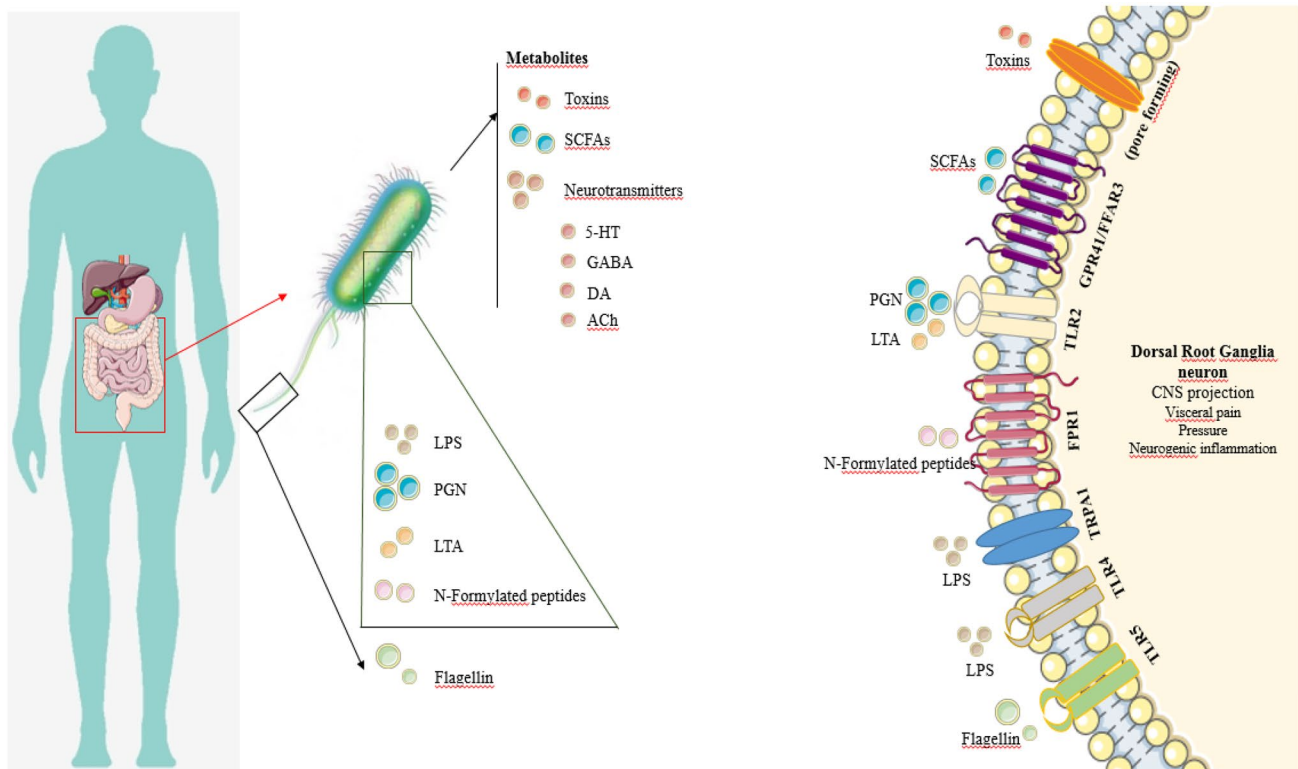 Metabolites
Toxins
SCFAs
Neurotransmitters
5-HT
GABA
DA
ACh
LPS
PGN
LTA
N-Formylated peptides
Flagellin
Toxins
(pore forming)
SCFAs
GPR41/FFAR3
PGN
LTA
TLR2
N-Formylated peptides
FPR1
LPS
TRPA1
LPS
TLR4
Flagellin
TLR5
Dorsal Root Ganglia
neuron
CNS projection
Visceral pain
Pressure
Neurogenic inflammation